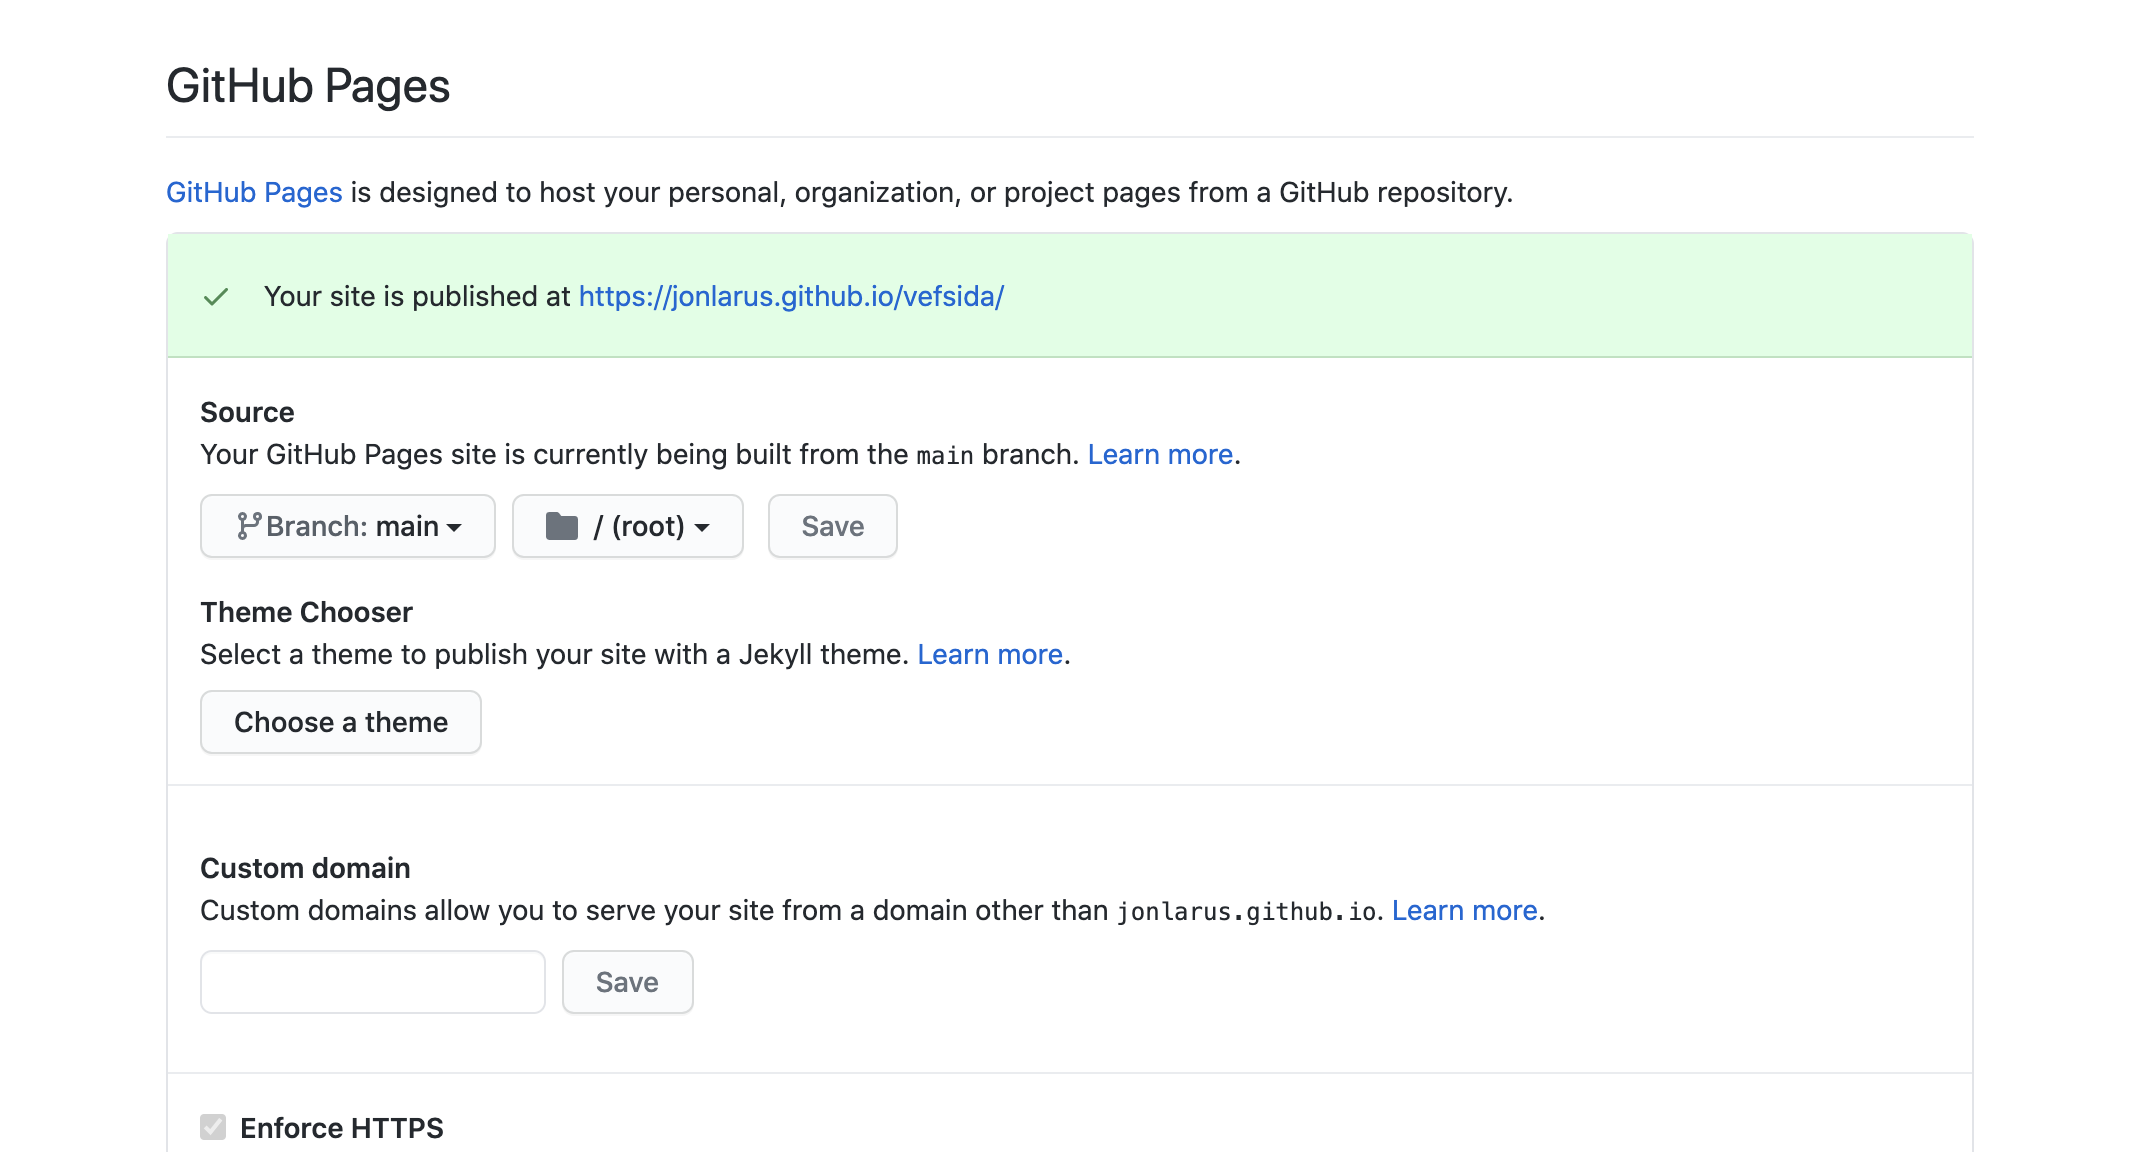 GitHub Pages
GitHub Pages is designed to host your personal, organization, or project pages from a GitHub repository.
Your site is published at https://jonlarus.github.io/vefsida/
Source
Your GitHub Pages site is currently being built from the main branch. Learn more.
Branch: main / (root) Save
Theme Chooser
Select a theme to publish your site with a Jekyll theme. Learn more.
Choose a theme
Custom domain
Custom domains allow you to serve your site from a domain other than jonlarus.github.io. Learn more.
Save
Enforce HTTPS